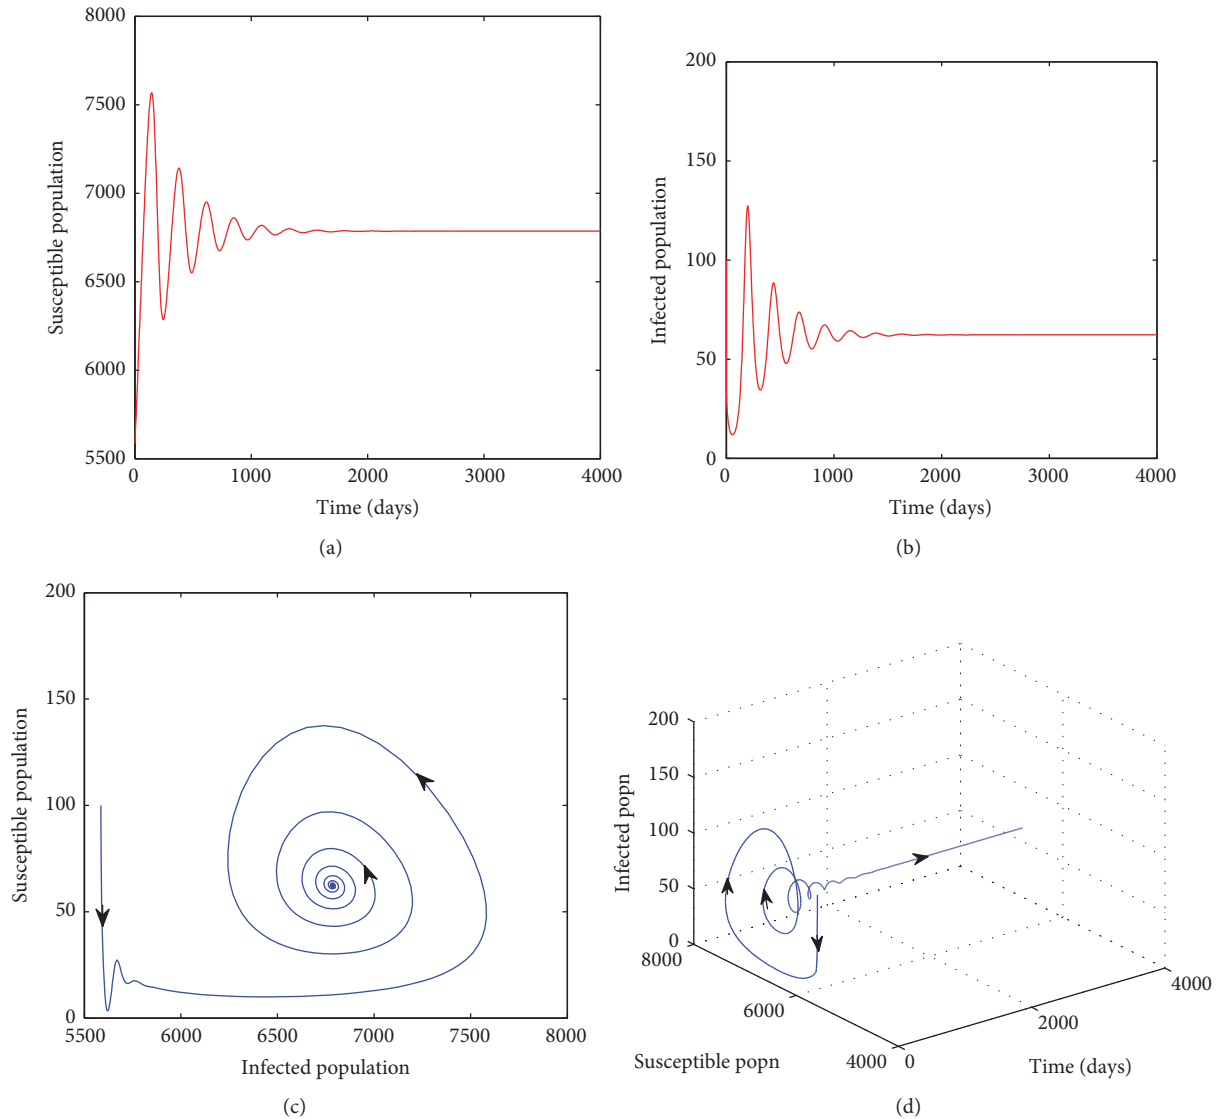 8000
7500
7000
6500
6000
5500
Susceptible population
0 1000 2000 3000 4000
Time (days)
(a)
200
150
100
50
0
Infected population
0 1000 2000 3000 4000
Time (days)
(b)
200
150
100
50
0
Susceptible population
5500 6000 6500 7000 7500 8000
Infected population
(c)
200
150
100
50
0
Infected popn
8000
6000
4000
Susceptible popn
0
2000
4000
Time (days)
(d)